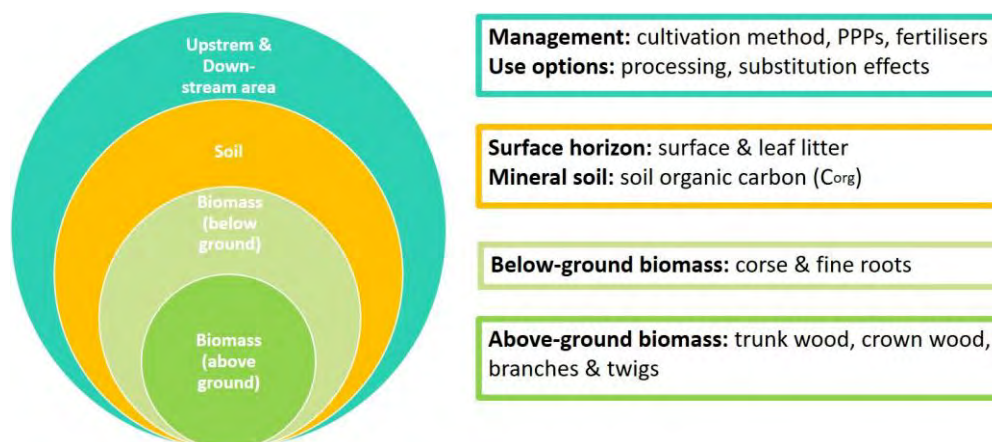 Upstrem &
Down-
stream area
Soil
Biomass
(below
ground)
Biomass
(above
ground)
Management: cultivation method, PPPs, fertilisers
Use options: processing, substitution effects
Surface horizon: surface & leaf litter
Mineral soil: soil organic carbon (Corg)
Below-ground biomass: corse & fine roots
Above-ground biomass: trunk wood, crown wood,
branches & twigs